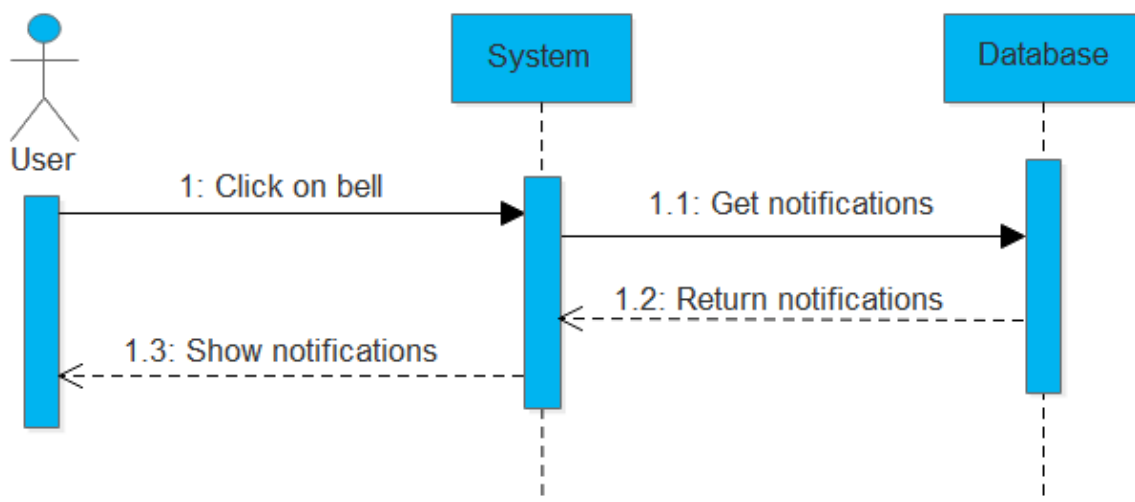 System
Database
User
1: Click on bell
1.1: Get notifications
1.2: Return notifications
1.3: Show notifications